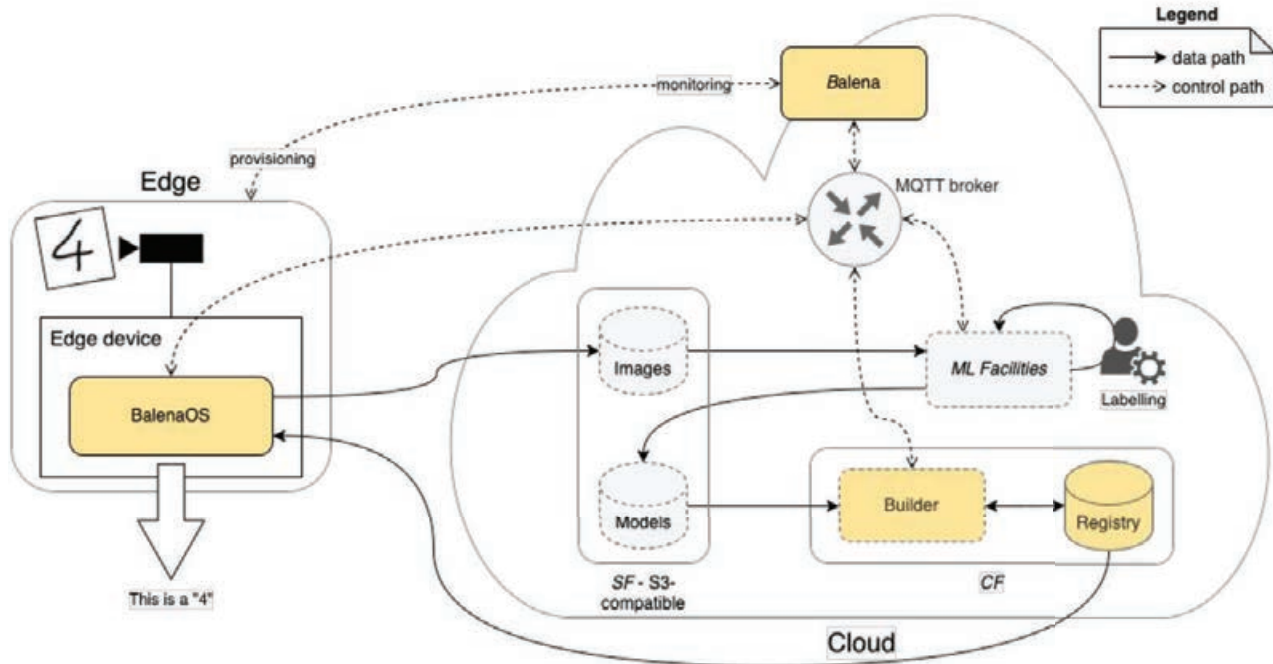 Legend
data path
control path
Balena
monitoring
provisioning
Edge
MQTT broker
4
Edge device
BalenaOS
Images
ML Facilities
Labelling
Models
Builder
Registry
This is a "4"
SF - S3-
compatible
CF
Cloud